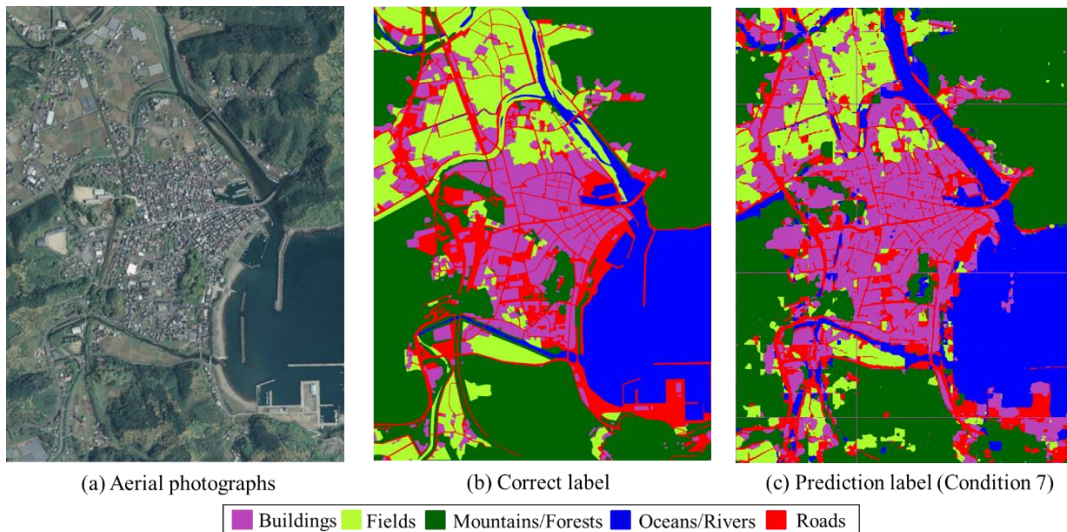 (a) Aerial photographs
(b) Correct label
(c) Prediction label (Condition 7)
Buildings Fields Mountains/Forests Oceans/Rivers Roads